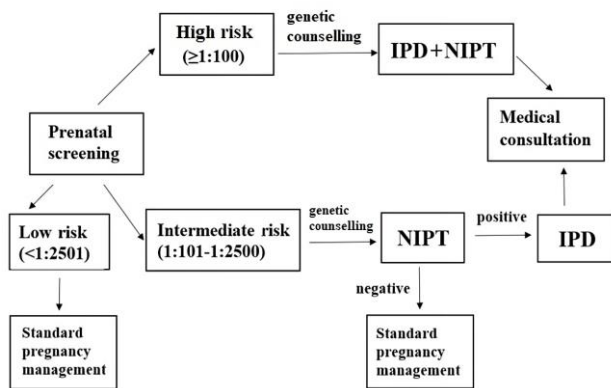 High risk
(≥1:100)
genetic
counselling
IPD+NIPT
Prenatal
screening
Medical
consultation
Low risk
(<1:2501)
Intermediate risk
(1:101-1:2500)
genetic
counselling
NIPT
positive
IPD
negative
Standard
pregnancy
management
Standard
pregnancy
management